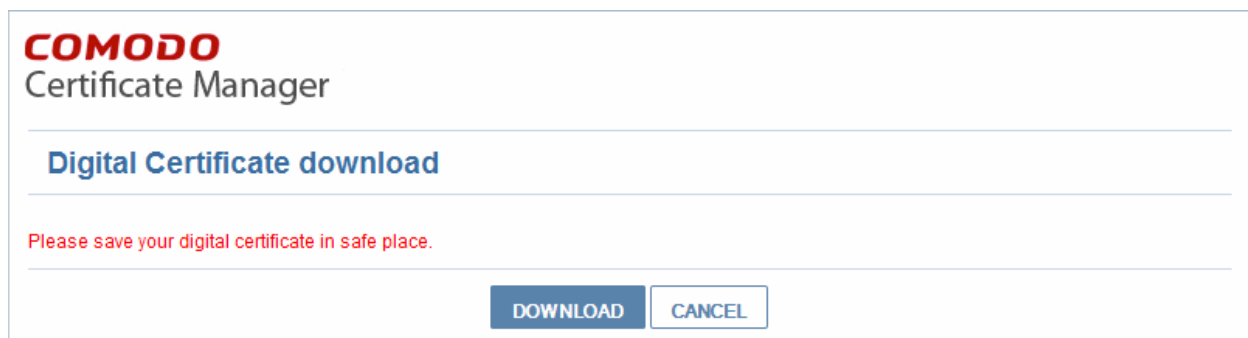 COMODO
Certificate Manager
Digital Certificate download
Please save your digital certificate in safe place.
DOWNLOAD CANCEL